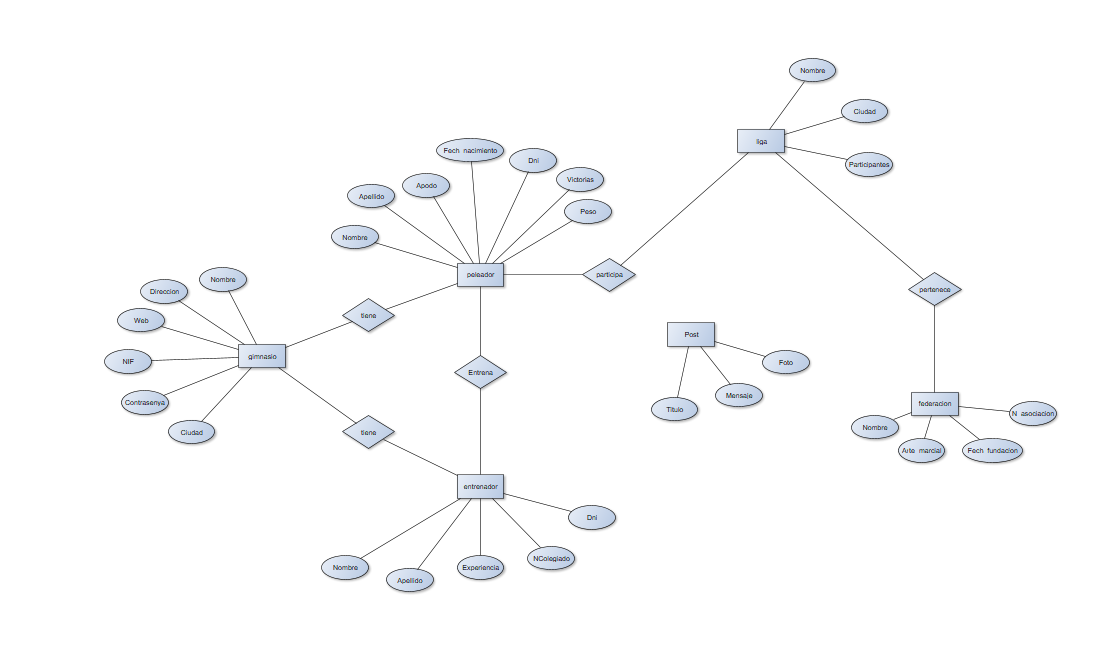 Nombre
Ciudad
liga
Participantes
Fech nacimiento
Dni
Victorias
Apodo
Apellido
Peso
Nombre
peleador
participa
pertenece
Nombre
Direccion
Web
tiene
gimnasio
NIF
Contrasenya
Ciudad
Entrena
tiene
Post
Foto
Mensaje
Titulo
federacion
N asociacion
Nombre
Arte marcial
Fech fundacion
entrenador
Dni
NColegiado
Nombre
Apellido
Experiencia